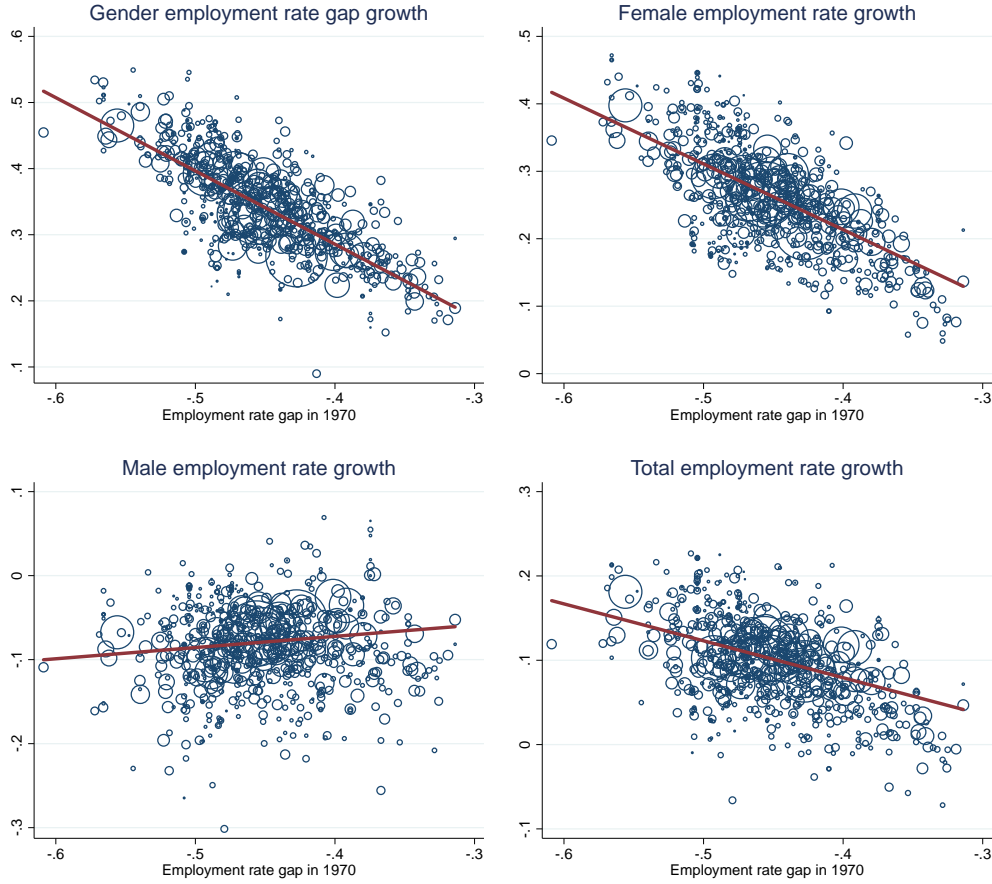 Gender employment rate gap growth
.6
.5
.4
.3
.2
.1
-.6 -.5 -.4 -.3
Employment rate gap in 1970
Female employment rate growth
.5
.4
.3
.2
.1
0
-.6 -.5 -.4 -.3
Employment rate gap in 1970
Male employment rate growth
.1
0
-.1
-.2
-.3
-.6 -.5 -.4 -.3
Employment rate gap in 1970
Total employment rate growth
.3
.2
.1
0
-.1
-.6 -.5 -.4 -.3
Employment rate gap in 1970